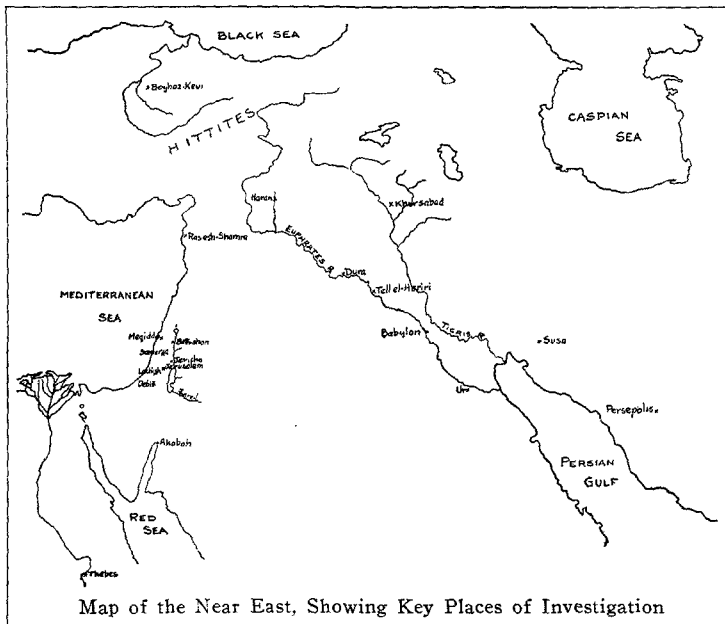 BLACK SEA
Boghaz-Keui
HITTITES
CASPIAN
SEA
Haran
Khorsabad
Rasesh-Shamra
EUPHRATES R.
Dura
Tell el-Hariri
MEDITERRANEAN
SEA
TIGRIS R.
Babylon
Susa
Megiddo
Beth-shan
Samaria
Jericho
Lachish
Jerusalem
Debir
Ur
Persepolis
Akabah
PERSIAN
GULF
RED
SEA
Thebes
Map of the Near East, Showing Key Places of Investigation